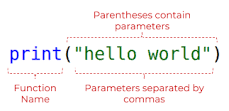 Parentheses contain
parameters
print("hello world")
Function
Name
Parameters separated by
commas